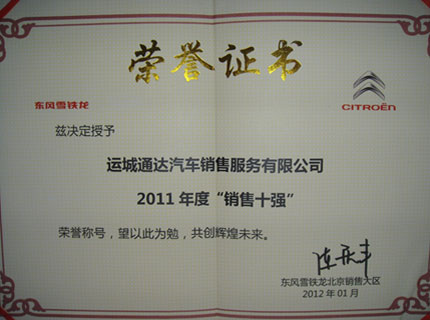 荣誉证书
东风雪铁龙
CITROËN
兹决定授予
运城通达汽车销售服务有限公司
2011 年度“销售十强”
荣誉称号，望以此为勉，共创辉煌未来。
东风雪铁龙北京销售大区
2012 年 01 月